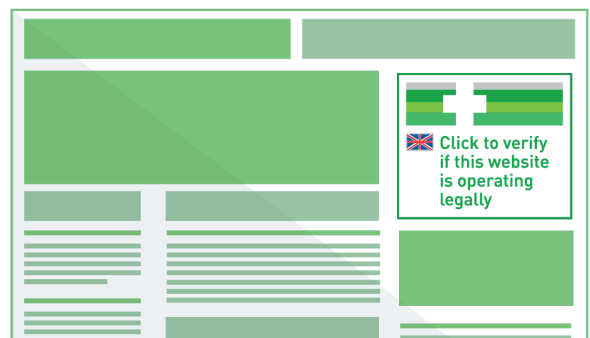 Click to verify
if this website
is operating
legally